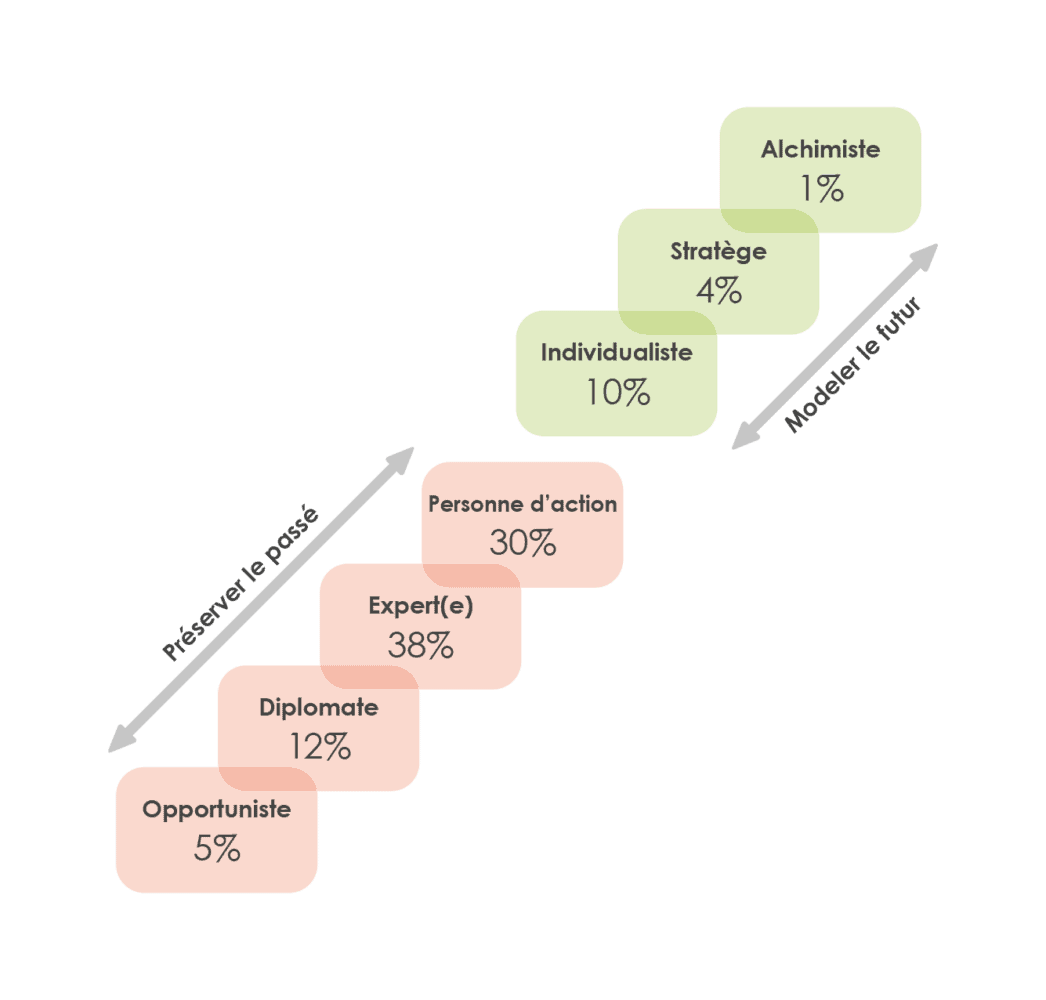 Alchimiste
1%
Stratège
4%
Modeler le futur
Individualiste
10%
Personne d'action
30%
Préserver le passé
Expert(e)
38%
Diplomate
12%
Opportuniste
5%